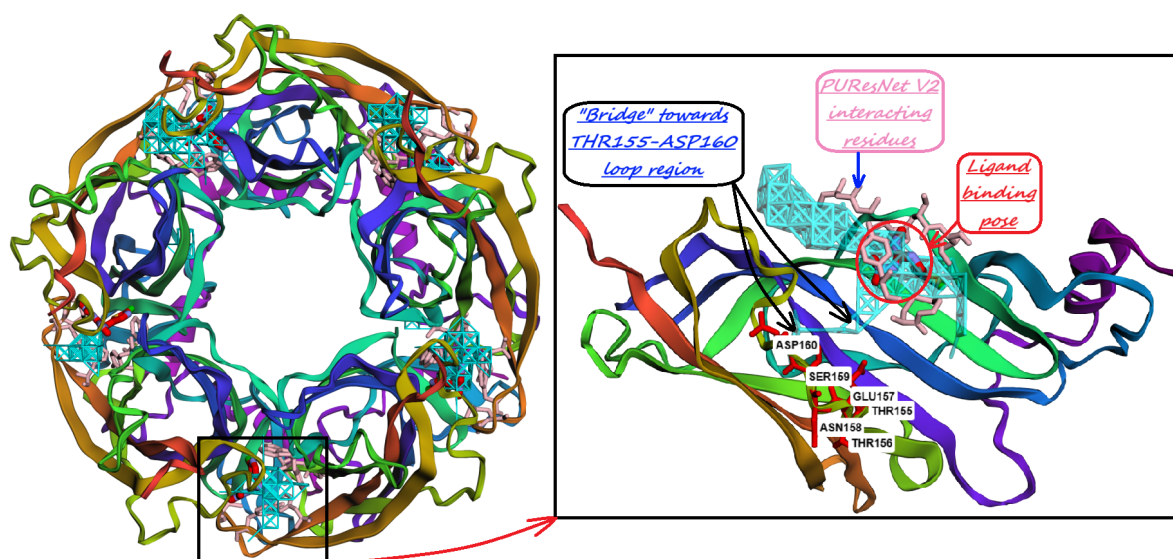 "Bridge" towards
THR155-ASP160
loop region
PUResNet V2
interacting
residues
Ligand
binding
pose
ASP160
SER159
GLU157
THR155
ASN158
THR156